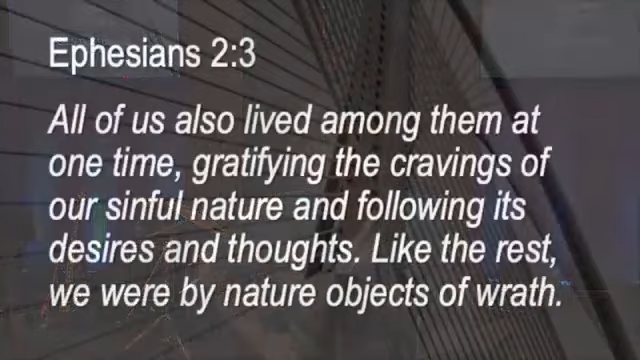 Ephesians 2:3
All of us also lived among them at
one time, gratifying the cravings of
our sinful nature and following its
desires and thoughts. Like the rest,
we were by nature objects of wrath.